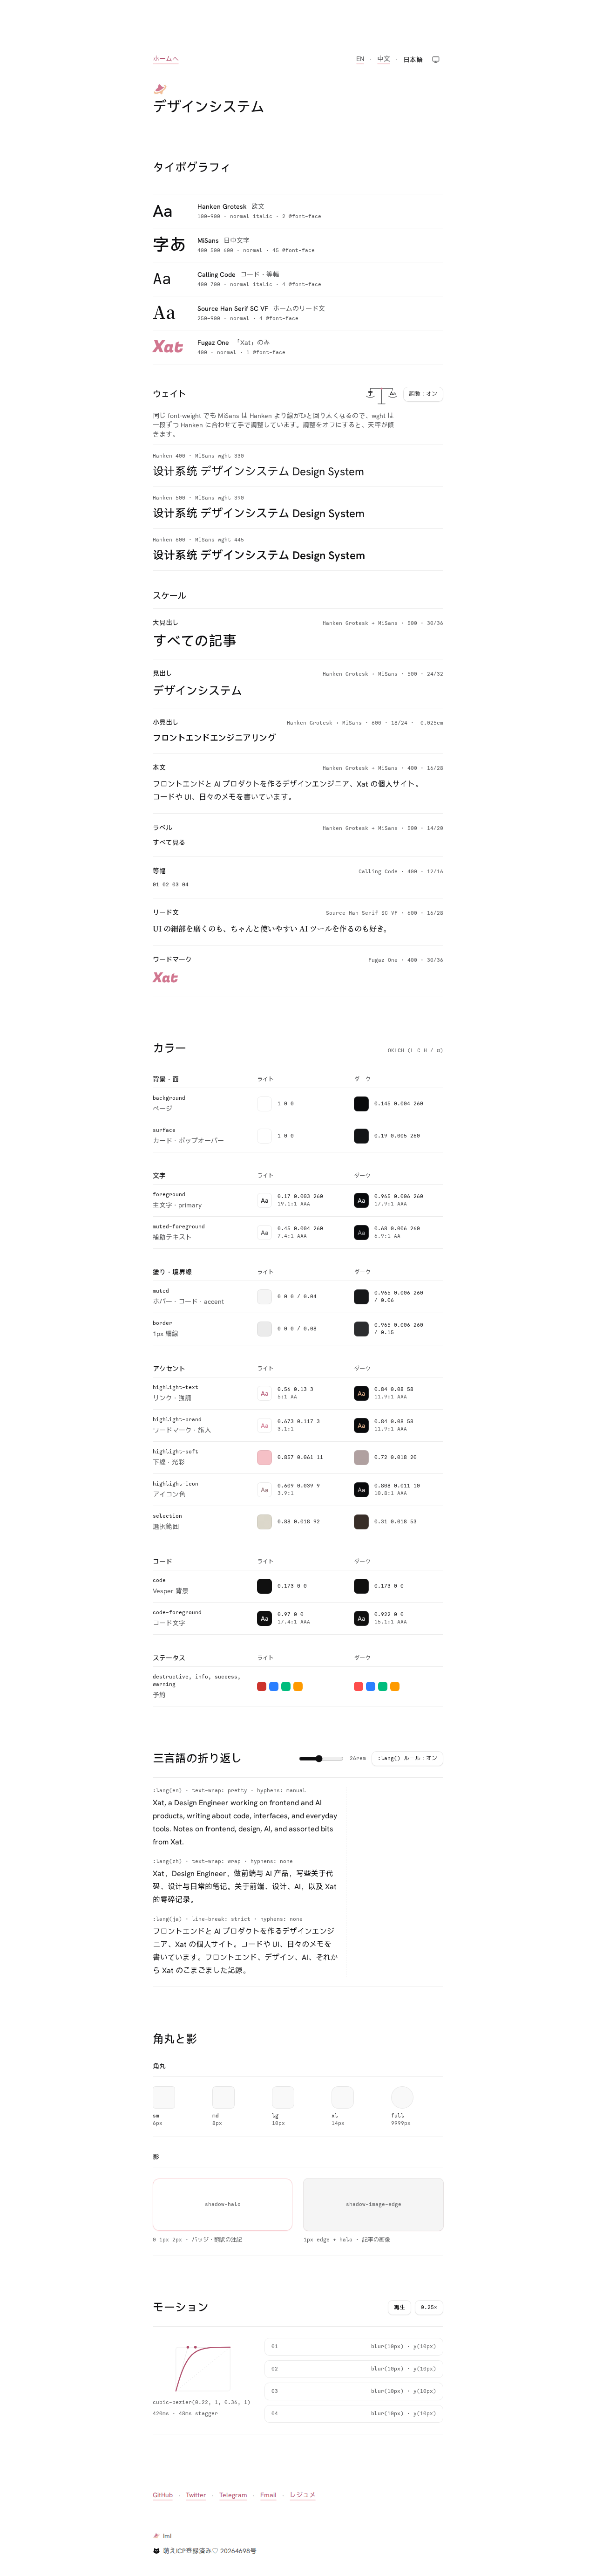 ホームへ
EN · 中文 · 日本語
デザインシステム
タイポグラフィ
Aa
Hanken Grotesk 欧文
100–900 · normal italic · 2 @font-face
字あ
MiSans 日中文字
400 500 600 · normal · 45 @font-face
Aa
Calling Code コード・等幅
400 700 · normal italic · 4 @font-face
Aa
Source Han Serif SC VF ホームのリード文
250–900 · normal · 4 @font-face
Xat
Fugaz One 「Xat」のみ
400 · normal · 1 @font-face
ウェイト
字 Aa
調整：オン
同じ font-weight でも MiSans は Hanken より縦がひと回り太くなるので、wght は
一段ずつ Hanken に合わせて手で調整しています。調整をオフにすると、天秤が傾
きます。
Hanken 400 · MiSans wght 330
设计系统 デザインシステム Design System
Hanken 500 · MiSans wght 390
设计系统 デザインシステム Design System
Hanken 600 · MiSans wght 445
设计系统 デザインシステム Design System
スケール
大見出し Hanken Grotesk + MiSans · 500 · 30/36
すべての記事
見出し Hanken Grotesk + MiSans · 500 · 24/32
デザインシステム
小見出し Hanken Grotesk + MiSans · 600 · 18/24 · -0.025em
フロントエンドエンジニアリング
本文 Hanken Grotesk + MiSans · 400 · 16/28
フロントエンドと AI プロダクトを作るデザインエンジニア、Xat の個人サイト。
コードや UI、日々のメモを書いています。
ラベル Hanken Grotesk + MiSans · 500 · 14/20
すべて見る
等幅 Calling Code · 400 · 12/16
01 02 03 04
リード文 Source Han Serif SC VF · 600 · 16/28
UI の細部を磨くのも、ちゃんと使いやすい AI ツールを作るのも好き。
ワードマーク Fugaz One · 400 · 30/36
Xat
カラー OKLCH (L C H / α)
背景・面 ライト ダーク
background
ページ
1 0 0
0.145 0.004 260
surface
カード・ポップオーバー
1 0 0
0.19 0.005 260
文字 ライト ダーク
foreground
主文字・primary
Aa
0.17 0.003 260
19.1:1 AAA
Aa
0.965 0.006 260
17.9:1 AAA
muted-foreground
補助テキスト
Aa
0.45 0.004 260
7.4:1 AAA
Aa
0.68 0.006 260
6.9:1 AA
塗り・境界線 ライト ダーク
muted
ホバー・コード・accent
0 0 0 / 0.04
0.965 0.006 260
/ 0.06
border
1px 細線
0 0 0 / 0.08
0.965 0.006 260
/ 0.15
アクセント ライト ダーク
highlight-text
リンク・強調
Aa
0.56 0.13 3
5:1 AA
Aa
0.84 0.08 58
11.9:1 AAA
highlight-brand
ワードマーク・旅人
Aa
0.673 0.117 3
3.1:1
Aa
0.84 0.08 58
11.9:1 AAA
highlight-soft
下線・光彩
0.857 0.061 11
0.72 0.018 20
highlight-icon
アイコン色
Aa
0.609 0.039 9
3.9:1
Aa
0.808 0.011 10
10.8:1 AAA
selection
選択範囲
0.88 0.018 92
0.31 0.018 53
コード ライト ダーク
code
Vesper 背景
0.173 0 0
0.173 0 0
code-foreground
コード文字
Aa
0.97 0 0
17.4:1 AAA
Aa
0.922 0 0
15.1:1 AAA
ステータス ライト ダーク
destructive, info, success,
warning
予約
三言語の折り返し 26rem :lang() ルール：オン
:lang(en) · text-wrap: pretty · hyphens: manual
Xat, a Design Engineer working on frontend and AI
products, writing about code, interfaces, and everyday
tools. Notes on frontend, design, AI, and assorted bits
from Xat.
:lang(zh) · text-wrap: wrap · hyphens: none
Xat，Design Engineer，做前端与 AI 产品，写些关于代
码、设计与日常的笔记。关于前端、设计、AI，以及 Xat
的零碎记录。
:lang(ja) · line-break: strict · hyphens: none
フロントエンドと AI プロダクトを作るデザインエンジ
ニア、Xat の個人サイト。コードや UI、日々のメモを
書いています。フロントエンド、デザイン、AI、それか
ら Xat のこまごました記録。
角丸と影
角丸
sm
6px
md
8px
lg
10px
xl
14px
full
9999px
影
shadow-halo
shadow-image-edge
0 1px 2px · バッジ・翻訳の注記
1px edge + halo · 記事の画像
モーション 再生 0.25×
cubic-bezier(0.22, 1, 0.36, 1)
420ms · 48ms stagger
01 blur(10px) · y(10px)
02 blur(10px) · y(10px)
03 blur(10px) · y(10px)
04 blur(10px) · y(10px)
GitHub · Twitter · Telegram · Email · レジュメ
lml
萌えICP登録済み♡ 20264698号